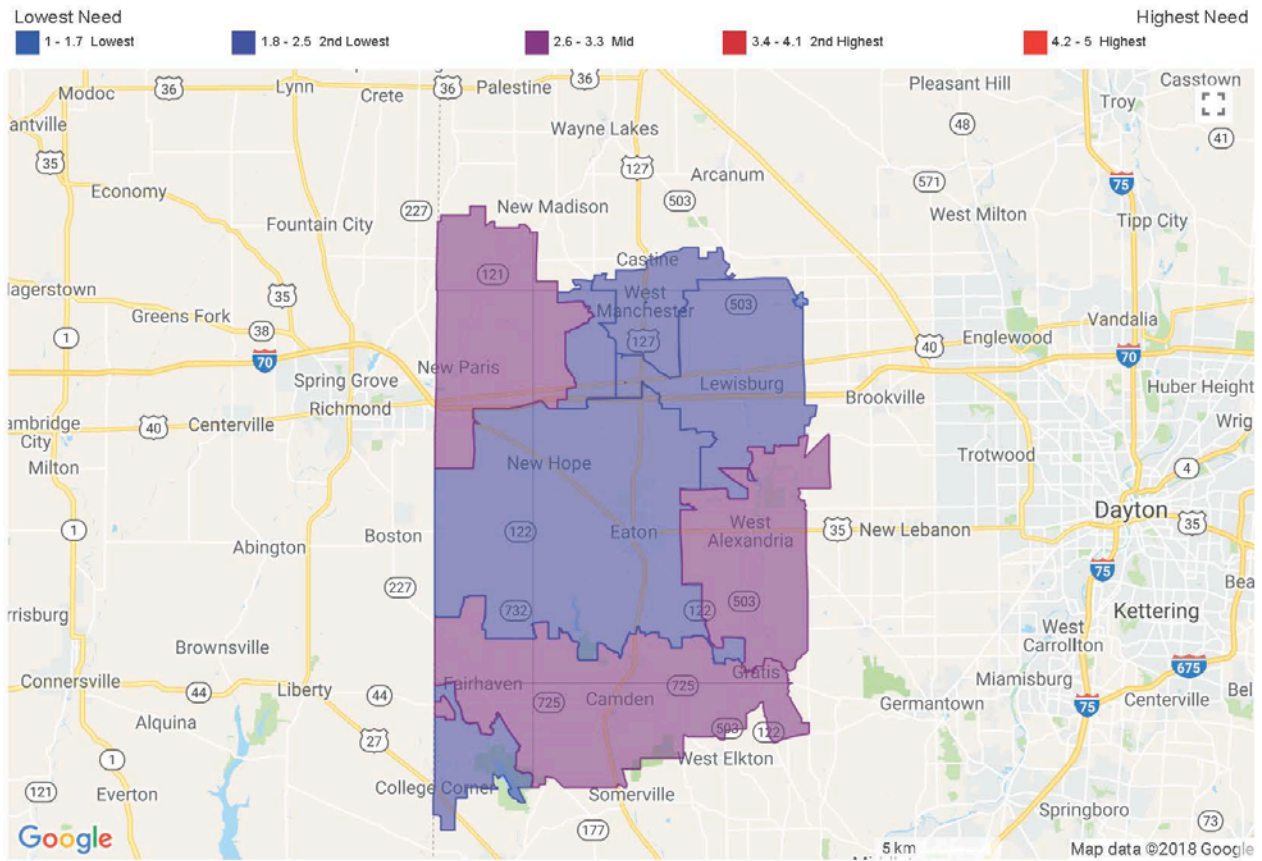 Lowest Need Highest Need
1 - 1.7 Lowest 1.8 - 2.5 2nd Lowest 2.6 - 3.3 Mid 3.4 - 4.1 2nd Highest 4.2 - 5 Highest
Modoc 36 Lynn Crete 36 Palestine 36 Pleasant Hill Casstown
Troy
antville 48 41
35 Wayne Lakes
127 Arcanum 571 75
Economy 503
227 New Madison West Milton Tipp City
Fountain City
Castine
121
lagerstown 35 West
Manchester 503
Greens Fork 38 Vandalia
1 127 40 Englewood
70 New Paris 70
Spring Grove Lewisburg Huber Height
Richmond Brookville
ambridge 40 Centerville Wrig
City
Milton New Hope Trotwood 4
Dayton
1 122 Eaton West 35 New Lebanon 35
Boston Alexandria
Abington 75
227 Bea
732 122 503 Kettering
rrisburg West
Brownsville Carrollton
675
Connersville 44 Liberty 44 Fairhaven 725 Gratis Miamisburg
725 Camden Germantown 75 Centerville Bel
Alquina
27 503 122
1 West Elkton
121 Everton College Corner Somerville
Springboro
177 73
Google 5 km Map data ©2018 Google